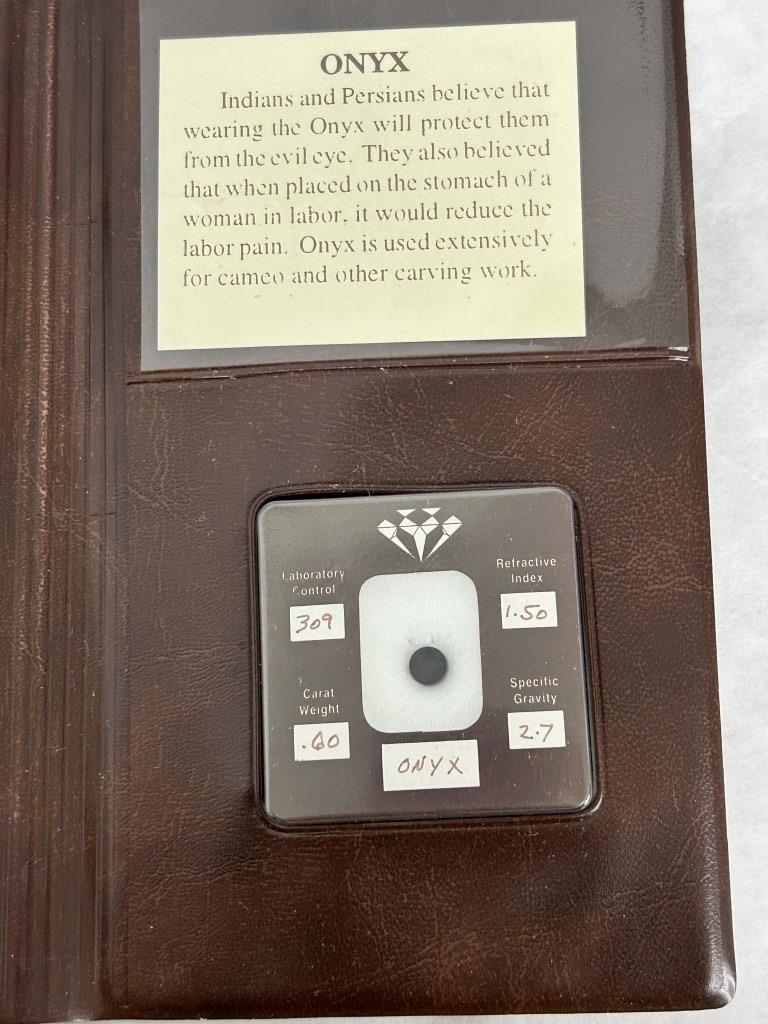 ONYX
Indians and Persians believe that
wearing the Onyx will protect them
from the evil eye. They also believed
that when placed on the stomach of a
woman in labor, it would reduce the
labor pain. Onyx is used extensively
for cameo and other carving work.
Laboratory
Control
309
Refractive
Index
1.50
Carat
Weight
.60
Specific
Gravity
2.7
ONYX